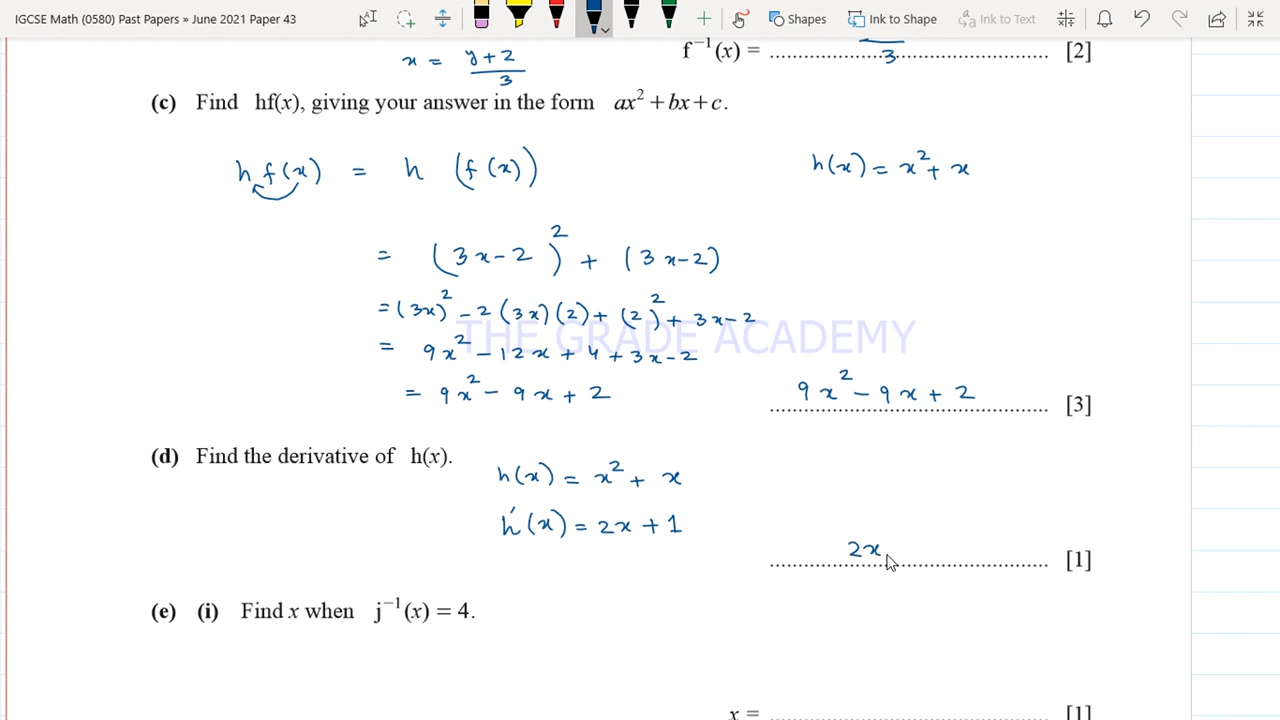 IGCSE Math (0580) Past Papers » June 2021 Paper 43
Shapes Ink to Shape Ink to Text
x = y + 2 / 3 f⁻¹(x) = ........ 3 ........ [2]
(c) Find hf(x), giving your answer in the form ax² + bx + c.
h f(x) = h (f(x)) h(x) = x² + x
= (3x − 2)² + (3x − 2)
= (3x)² − 2(3x)(2) + (2)² + 3x − 2
THE GRADE ACADEMY
= 9x² − 12x + 4 + 3x − 2
= 9x² − 9x + 2 9x² − 9x + 2 [3]
(d) Find the derivative of h(x).
h(x) = x² + x
h′(x) = 2x + 1
2x [1]
(e) (i) Find x when j⁻¹(x) = 4.
x = ........ [1]